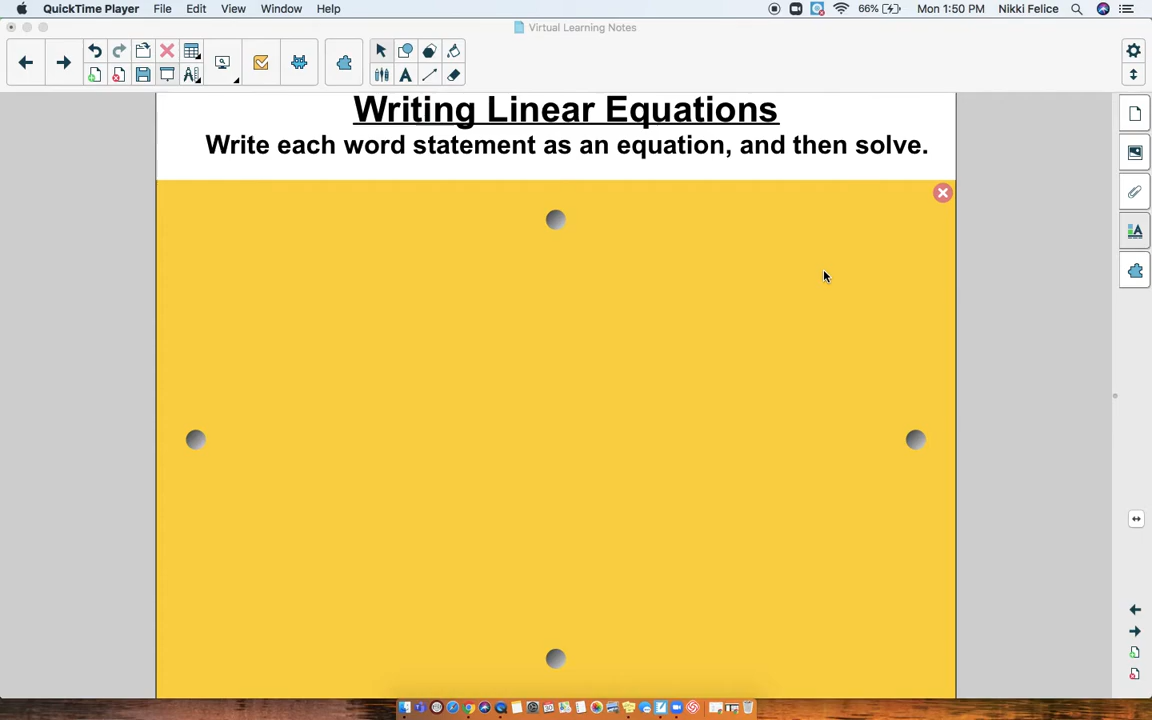 QuickTime Player File Edit View Window Help 66% Mon 1:50 PM Nikki Felice
Virtual Learning Notes
Writing Linear Equations
Write each word statement as an equation, and then solve.